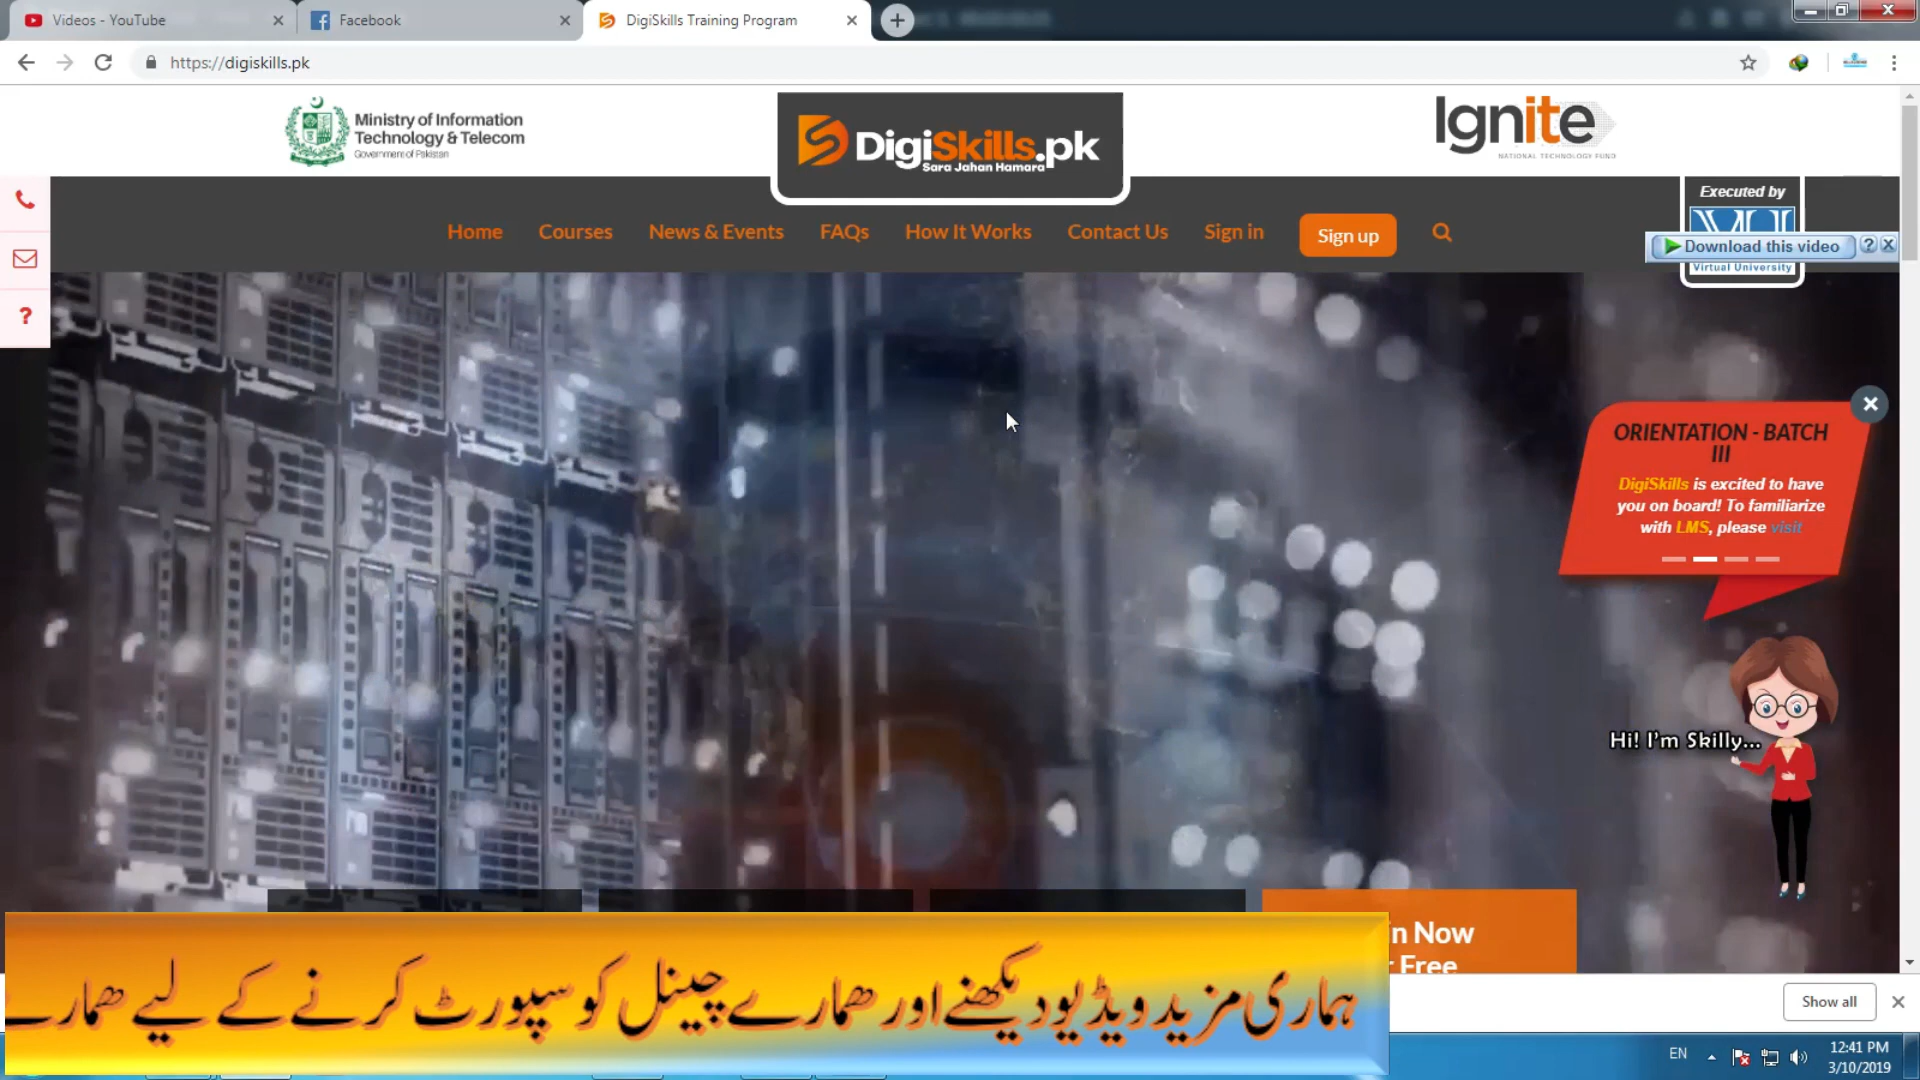 Videos - YouTube
Facebook
DigiSkills Training Program
https://digiskills.pk
Ministry of Information
Technology & Telecom
Government of Pakistan
DigiSkills.pk
Sara Jahan Hamara
Ignite
NATIONAL TECHNOLOGY FUND
Executed by
Home
Courses
News & Events
FAQs
How It Works
Contact Us
Sign in
Sign up
Download this video
Virtual University
ORIENTATION - BATCH
III
DigiSkills is excited to have
you on board! To familiarize
with LMS, please visit
Hi! I'm Skilly...
in Now
Free
ہماری مزید ویڈیو دیکھنے اور ھمارے چینل کو سپورٹ کرنے کے لیے ھمارے
Show all
EN
12:41 PM
3/10/2019